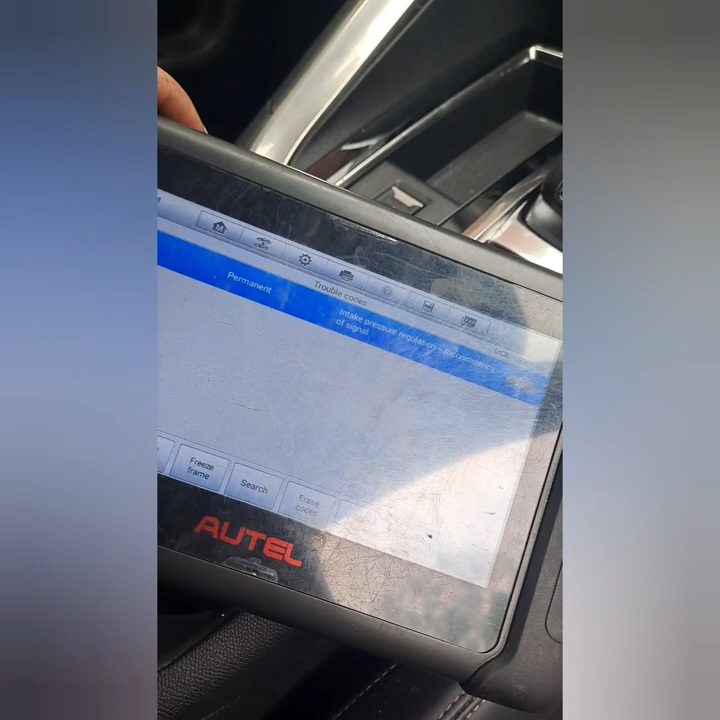 Trouble codes
Permanent
Intake pressure regulation - Inconsistency
of signal
Freeze
frame
Search
Erase
codes
AUTEL